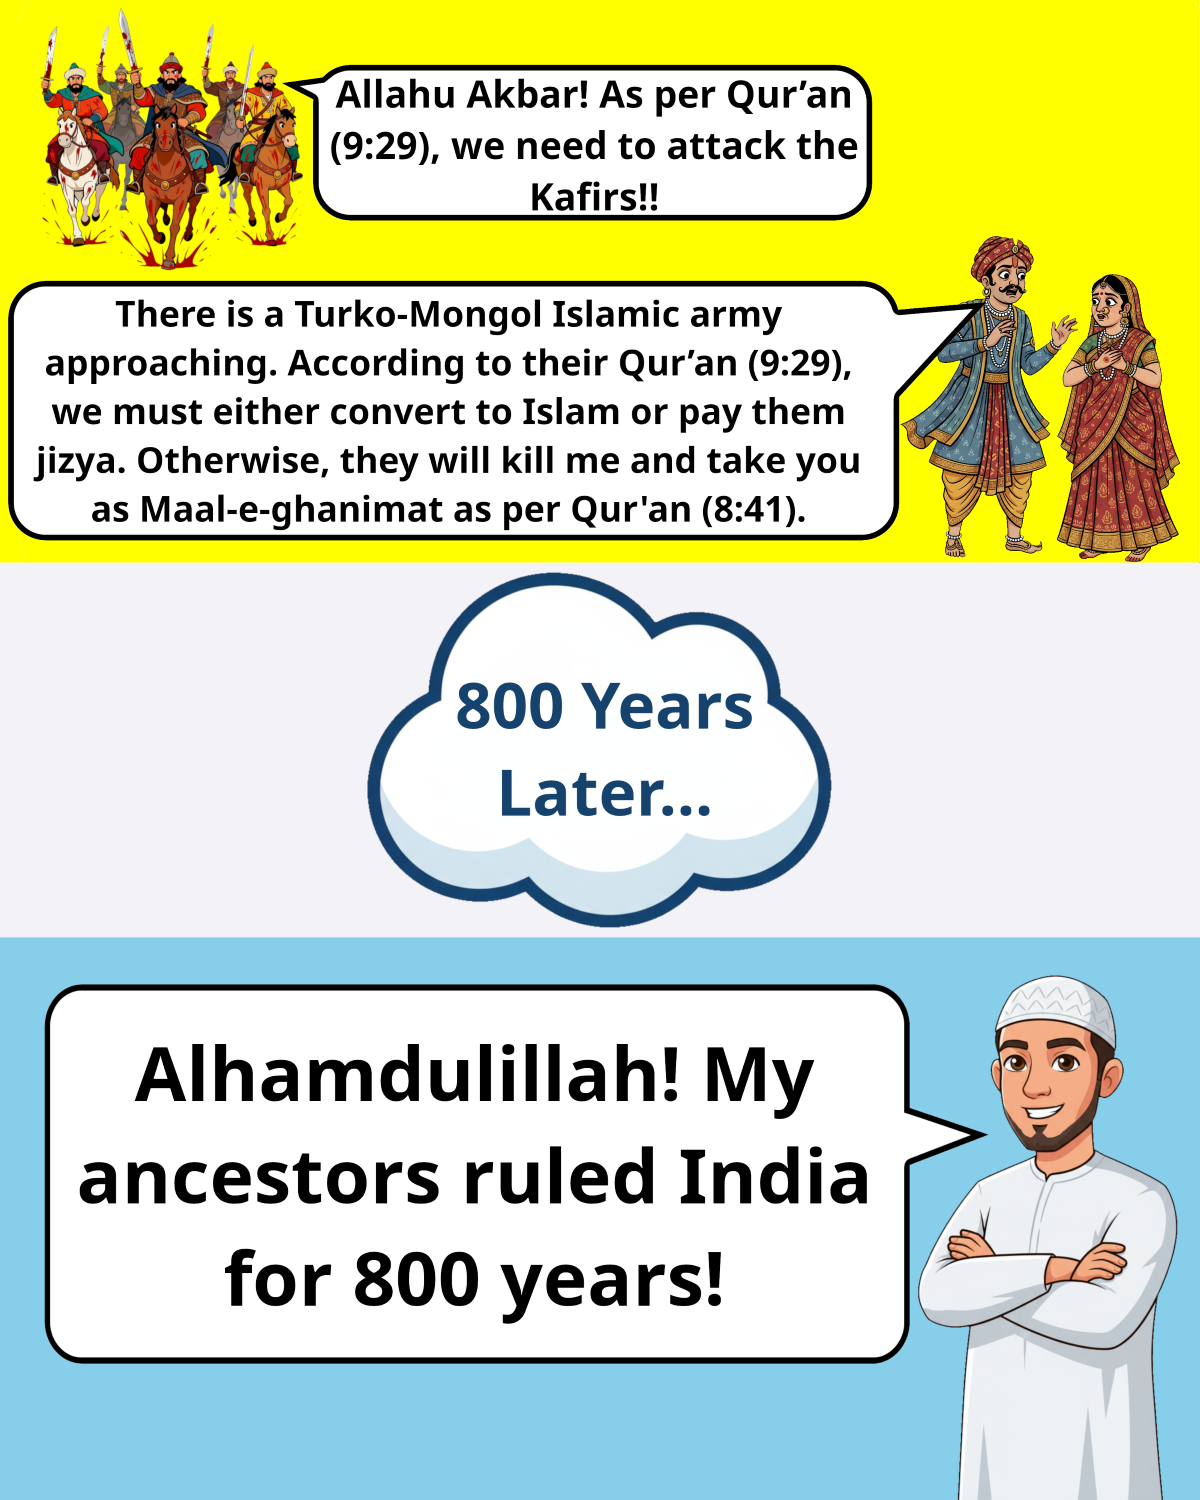 Allahu Akbar! As per Qur’an
(9:29), we need to attack the
Kafirs!!
There is a Turko-Mongol Islamic army
approaching. According to their Qur’an (9:29),
we must either convert to Islam or pay them
jizya. Otherwise, they will kill me and take you
as Maal-e-ghanimat as per Qur'an (8:41).
800 Years
Later...
Alhamdulillah! My
ancestors ruled India
for 800 years!